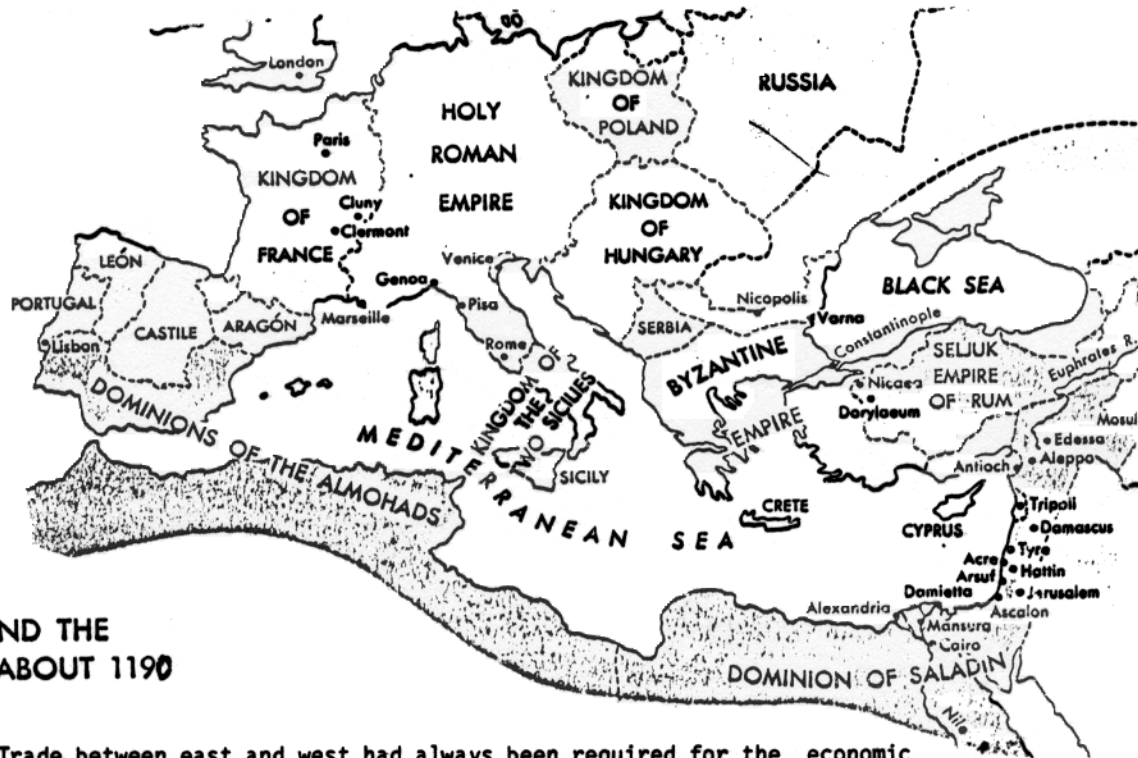 London
HOLY
ROMAN
EMPIRE
KINGDOM
OF
POLAND
RUSSIA
Paris
KINGDOM
OF
FRANCE
Cluny
Clermont
KINGDOM
OF
HUNGARY
LEÓN
PORTUGAL
CASTILE
ARAGÓN
Lisbon
Marseille
Genoa
Venice
Pisa
Rome
SERBIA
Nicopolis
Varna
BLACK SEA
Constantinople
BYZANTINE
EMPIRE
SELJUK
EMPIRE
OF RUM
Nicaea
Dorylaeum
Euphrates R.
Mosul
Edessa
Aleppo
Antioch
KINGDOM OF
THE
TWO SICILIES
SICILY
DOMINIONS OF THE ALMOHADS
MEDITERRANEAN SEA
CRETE
CYPRUS
Tripoli
Damascus
Tyre
Acre
Hattin
Arsuf
Jerusalem
Damietta
Ascalon
Alexandria
Mansura
Cairo
DOMINION OF SALADIN
Nile
ND THE
ABOUT 1190
Trade between east and west had always been required for the economic